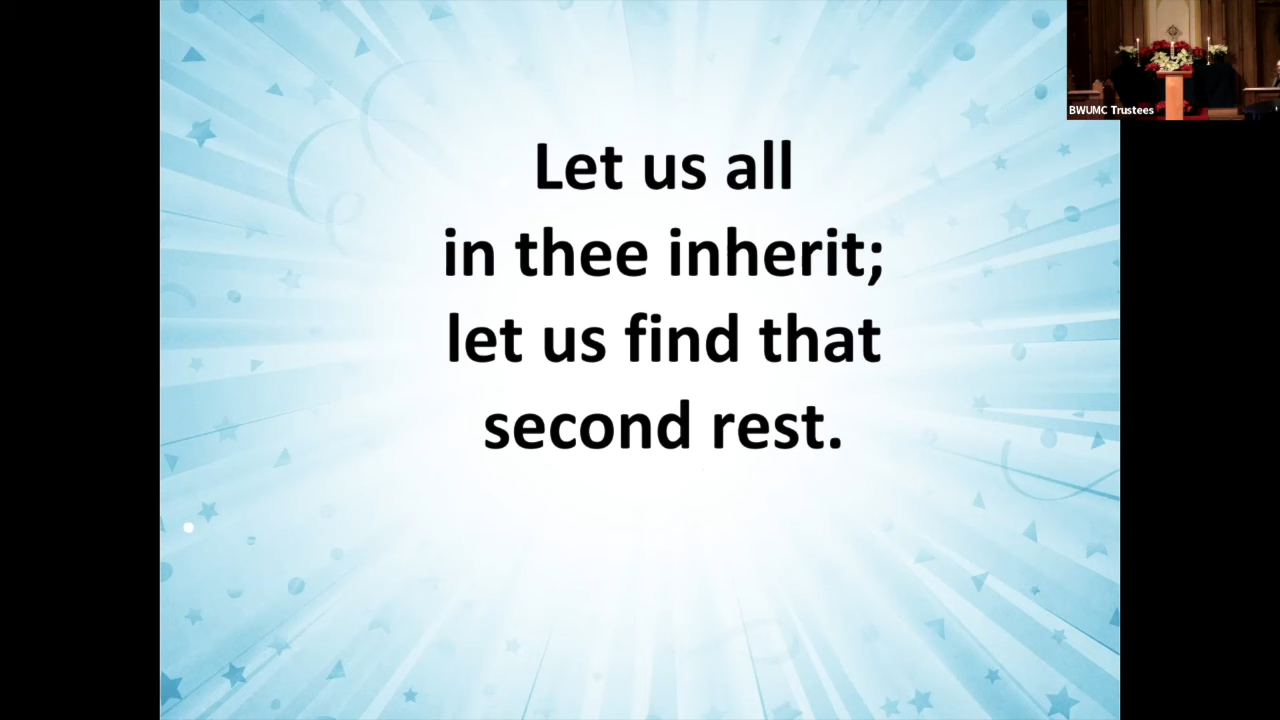 Let us all
in thee inherit;
let us find that
second rest.
BWUMC Trustees